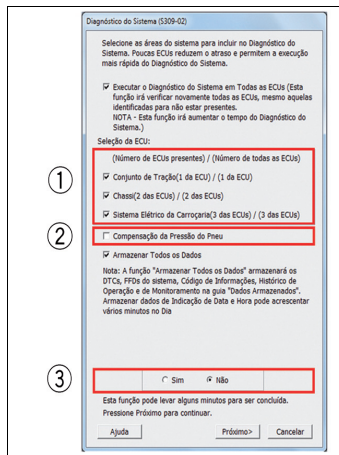 Diagnóstico do Sistema (S309-02)
Selecione as áreas do sistema para incluir no Diagnóstico do
Sistema. Poucas ECUs reduzem o atraso e permitem a execução
mais rápida do Diagnóstico do Sistema.
Executar o Diagnóstico do Sistema em Todas as ECUs (Esta
função irá verificar novamente todas as ECUs, mesmo aquelas
identificadas para não estar presentes.
NOTA - Esta função irá aumentar o tempo do Diagnóstico do
Sistema.)
Seleção da ECU:
(Número de ECUs presentes) / (Número de todas as ECUs)
1
Conjunto de Tração(1 da ECU) / (1 da ECU)
Chassi(2 das ECUs) / (2 das ECUs)
Sistema Elétrico da Carroçaria(3 das ECUs) / (3 das ECUs)
2
Compensação da Pressão do Pneu
Armazenar Todos os Dados
Nota: A função "Armazenar Todos os Dados" armazenará os
DTCs, FFDs do sistema, Código de Informações, Histórico de
Operação e de Monitoramento na guia "Dados Armazenados".
Armazenar dados de Indicação de Data e Hora pode acrescentar
vários minutos no Dia
3
Sim Não
Esta função pode levar alguns minutos para ser concluída.
Pressione Próximo para continuar.
Ajuda Próximo> Cancelar